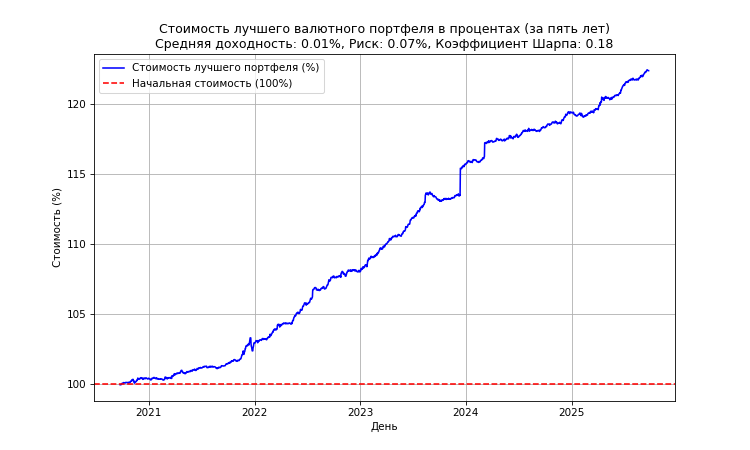 Стоимость лучшего валютного портфеля в процентах (за пять лет)
Средняя доходность: 0.01%, Риск: 0.07%, Коэффициент Шарпа: 0.18
Стоимость лучшего портфеля (%)
Начальная стоимость (100%)
Стоимость (%)
120
115
110
105
100
2021 2022 2023 2024 2025
День